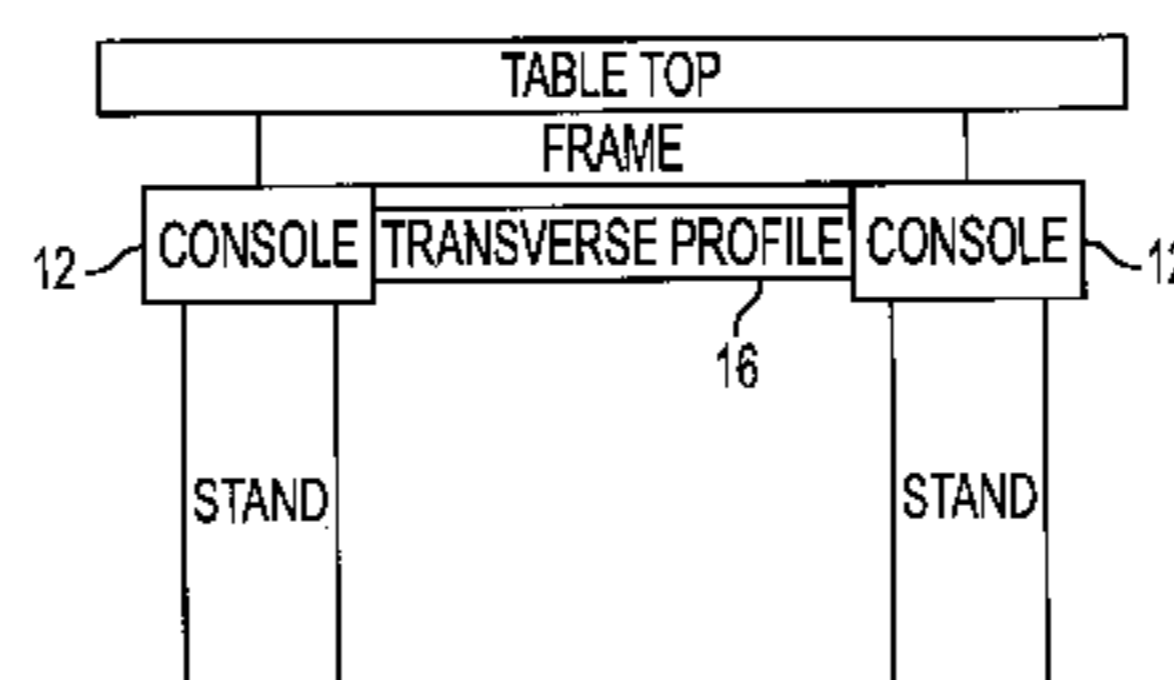 TABLE TOP
FRAME
12 CONSOLE TRANSVERSE PROFILE CONSOLE
16
STAND STAND